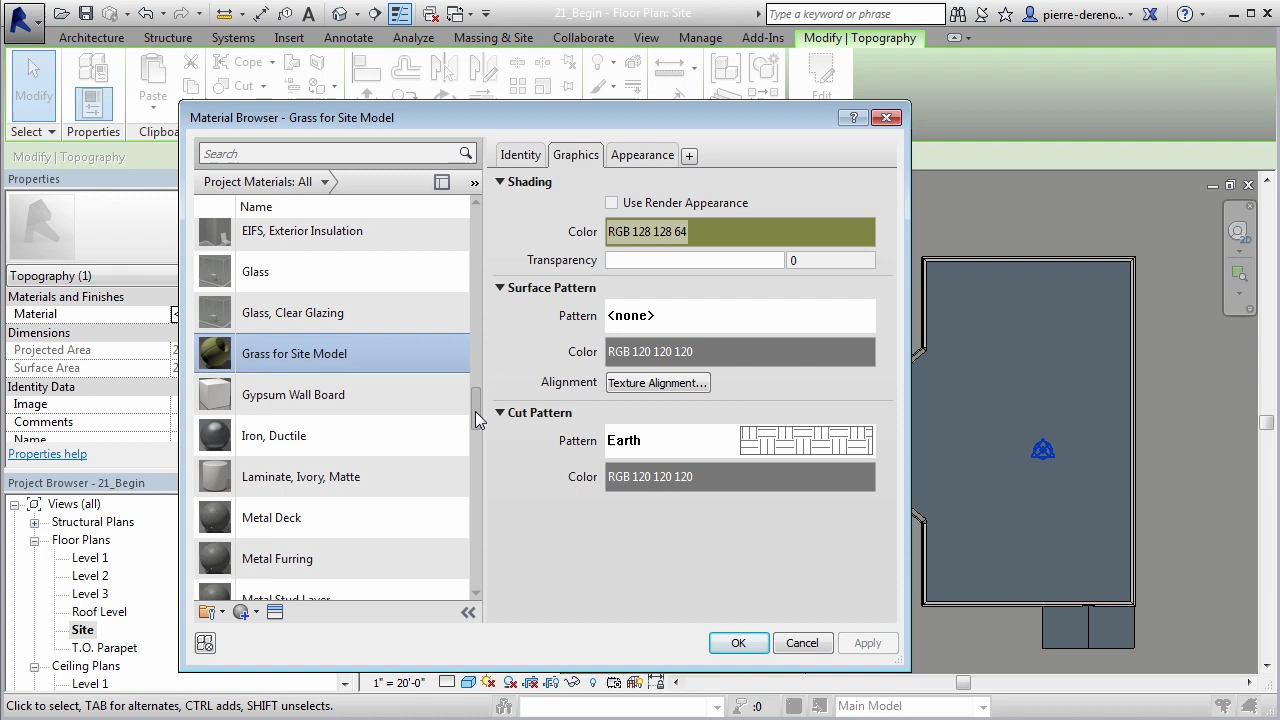 21_Begin - Floor Plan: Site
Type a keyword or phrase
pierre-dereno...
Architecture Structure Systems Insert Annotate Analyze Massing & Site Collaborate View Manage Add-Ins Modify | Topography
Modify
Paste
Cope
Cut
Edit
Select
Properties
Clipboa
Modify | Topography
Properties
Topography (1)
Materials and Finishes
Material
Dimensions
Projected Area
Surface Area
Identity Data
Image
Comments
Name
Properties help
Project Browser - 21_Begin
Views (all)
Structural Plans
Floor Plans
Level 1
Level 2
Level 3
Roof Level
Site
T.O. Parapet
Ceiling Plans
Level 1
Material Browser - Grass for Site Model
Search
Project Materials: All
Name
EIFS, Exterior Insulation
Glass
Glass, Clear Glazing
Grass for Site Model
Gypsum Wall Board
Iron, Ductile
Laminate, Ivory, Matte
Metal Deck
Metal Furring
Metal Stud Layer
Identity Graphics Appearance
Shading
Use Render Appearance
Color RGB 128 128 64
Transparency 0
Surface Pattern
Pattern <none>
Color RGB 120 120 120
Alignment Texture Alignment...
Cut Pattern
Pattern Earth
Color RGB 120 120 120
OK Cancel Apply
2D
1" = 20'-0"
Click to select, TAB for alternates, CTRL adds, SHIFT unselects.
:0
Main Model